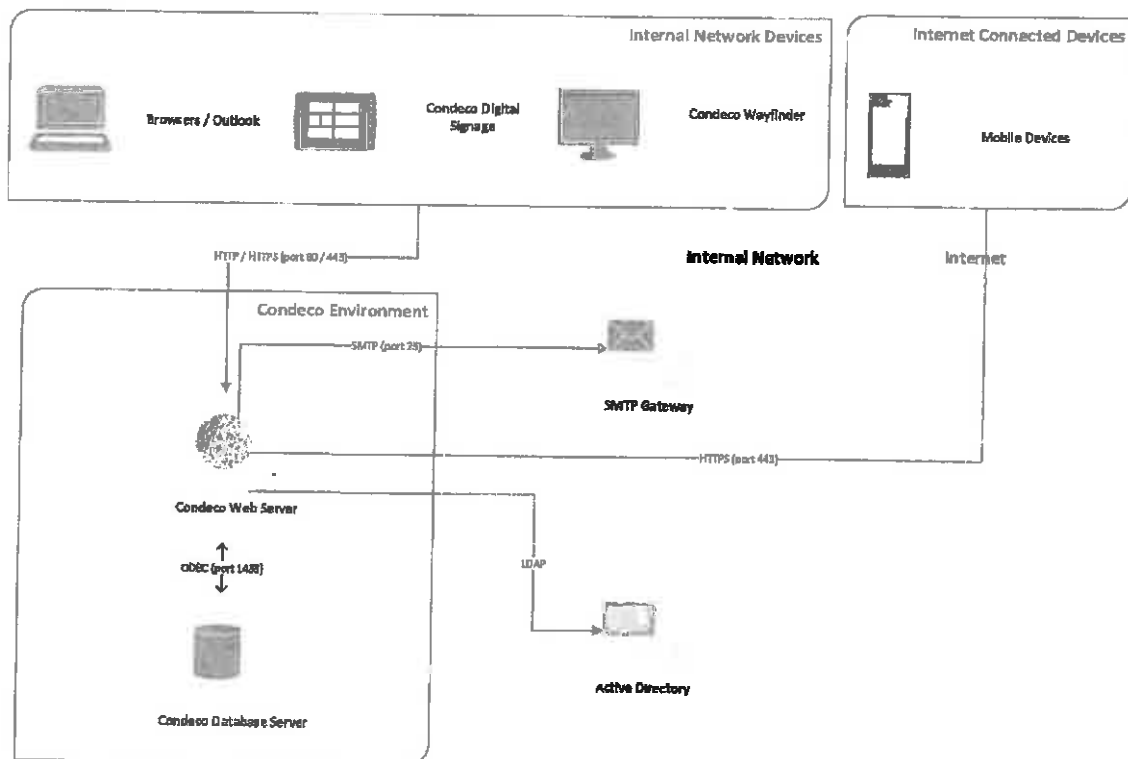 Internal Network Devices
Internet Connected Devices
Browsers / Outlook
Condeco Digital
Signage
Condeco Wayfinder
Mobile Devices
HTTP / HTTPS (port 80 / 443)
Internal Network
Internet
Condeco Environment
SMTP (port 25)
SMTP Gateway
HTTPS (port 443)
Condeco Web Server
ODBC (port 1433)
LDAP
Active Directory
Condeco Database Server